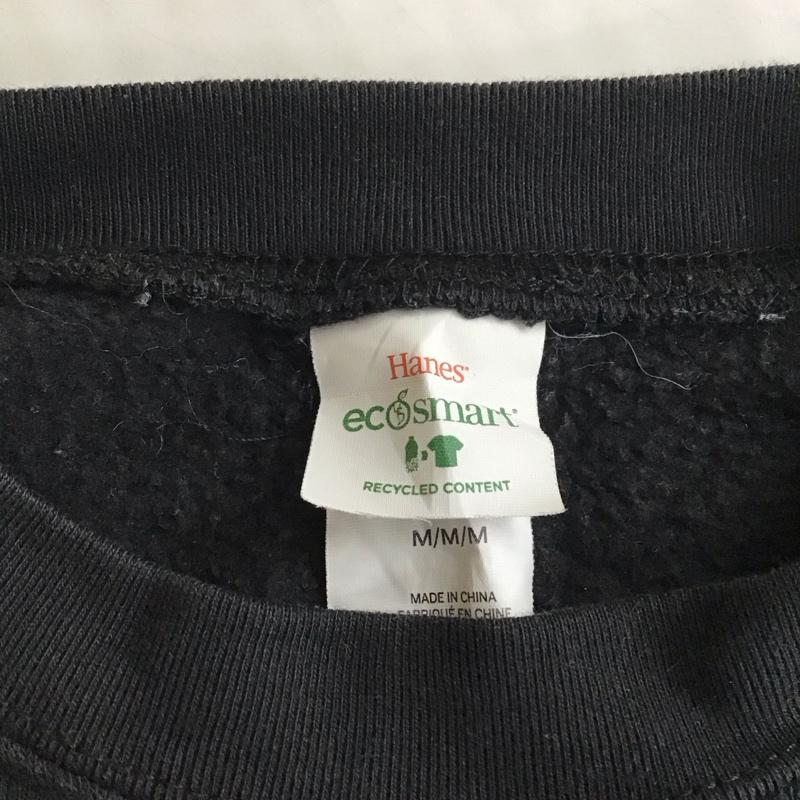 Hanes
ecosmart
RECYCLED CONTENT
M/M/M
MADE IN CHINA
FABRIQUÉ EN CHINE